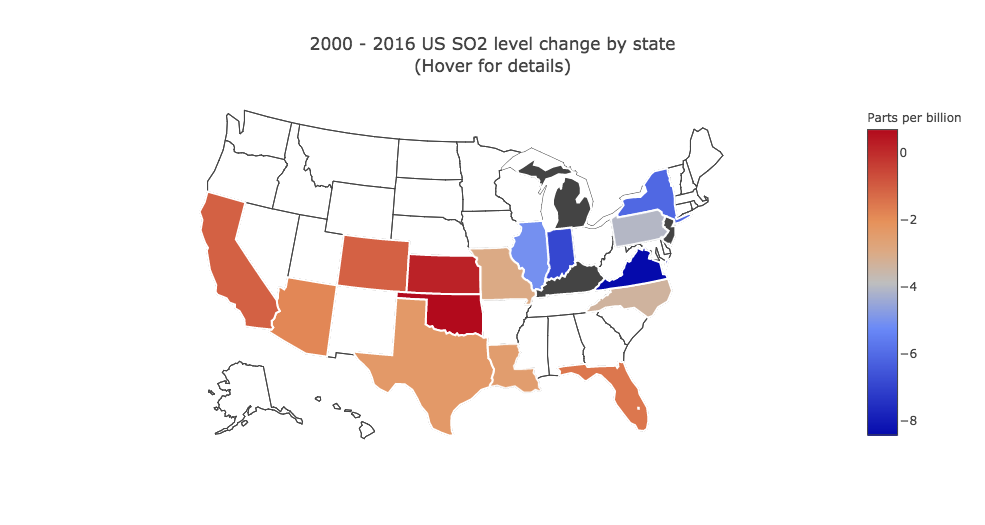 2000 - 2016 US SO2 level change by state
(Hover for details)
Parts per billion
0
−2
−4
−6
−8